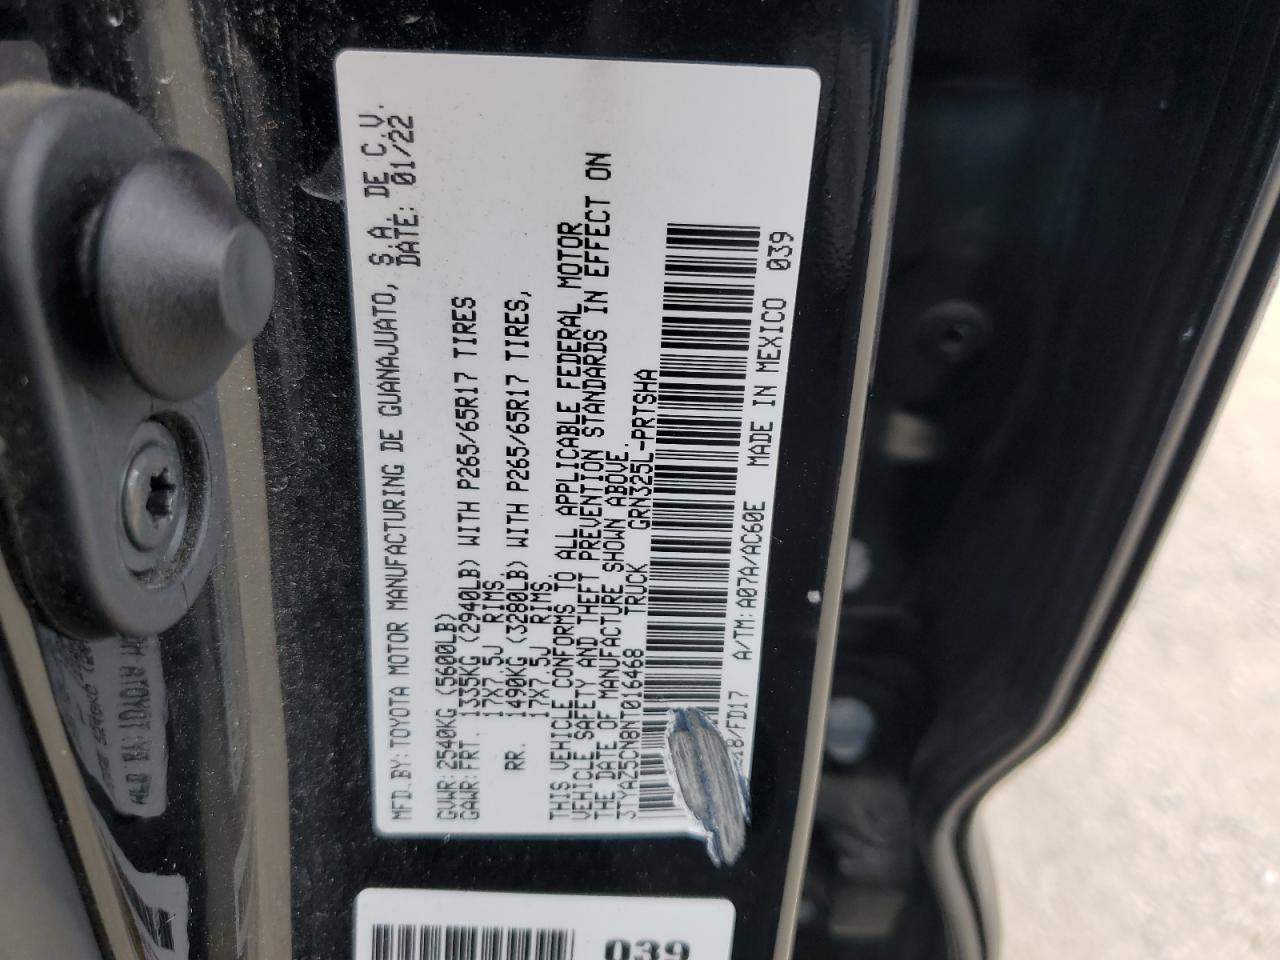 MFD.BY:TOYOTA MOTOR MANUFACTURING DE GUANAJUATO, S.A. DE C.V.
DATE: 01/22
GVWR:2540KG (5600LB)
GAWR:FRT. 1335KG (2940LB) WITH P265/65R17 TIRES
17X7.5J RIMS,
RR. 1490KG (3280LB) WITH P265/65R17 TIRES,
17X7.5J RIMS.
THIS VEHICLE CONFORMS TO ALL APPLICABLE FEDERAL MOTOR
VEHICLE SAFETY AND THEFT PREVENTION STANDARDS IN EFFECT ON
THE DATE OF MANUFACTURE SHOWN ABOVE.
3TYAZ5CN8NT016468 TRUCK GRN325L-PRTSHA
18/FD17 A/TM:A07A/AC60E MADE IN MEXICO 039
039